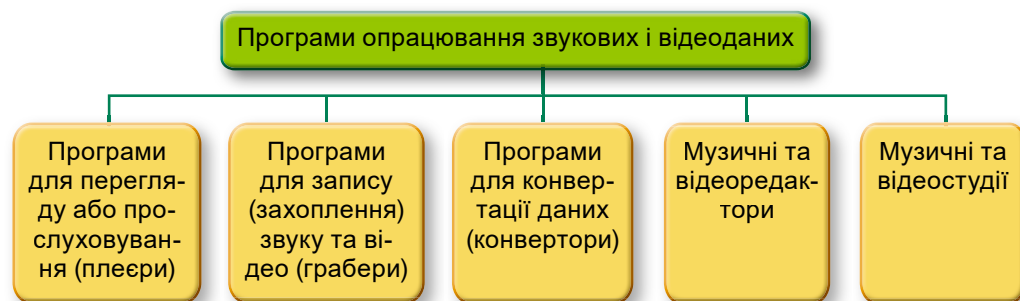 Програми опрацювання звукових і відеоданих
Програми
для перегля-
ду або про-
слуховуван-
ня (плеєри)
Програми
для запису
(захоплення)
звуку та ві-
део (грабери)
Програми
для конвер-
тації даних
(конвертори)
Музичні та
відеоредак-
тори
Музичні та
відеостудії